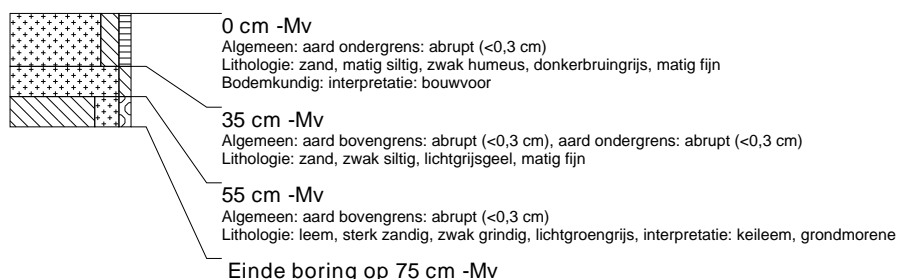 0 cm -Mv
Algemeen: aard ondergrens: abrupt (<0,3 cm)
Lithologie: zand, matig siltig, zwak humeus, donkerbruingrijs, matig fijn
Bodemkundig: interpretatie: bouwvoor
35 cm -Mv
Algemeen: aard bovengrens: abrupt (<0,3 cm), aard ondergrens: abrupt (<0,3 cm)
Lithologie: zand, zwak siltig, lichtgrijsgeel, matig fijn
55 cm -Mv
Algemeen: aard bovengrens: abrupt (<0,3 cm)
Lithologie: leem, sterk zandig, zwak grindig, lichtgroengrijs, interpretatie: keileem, grondmorene
Einde boring op 75 cm -Mv